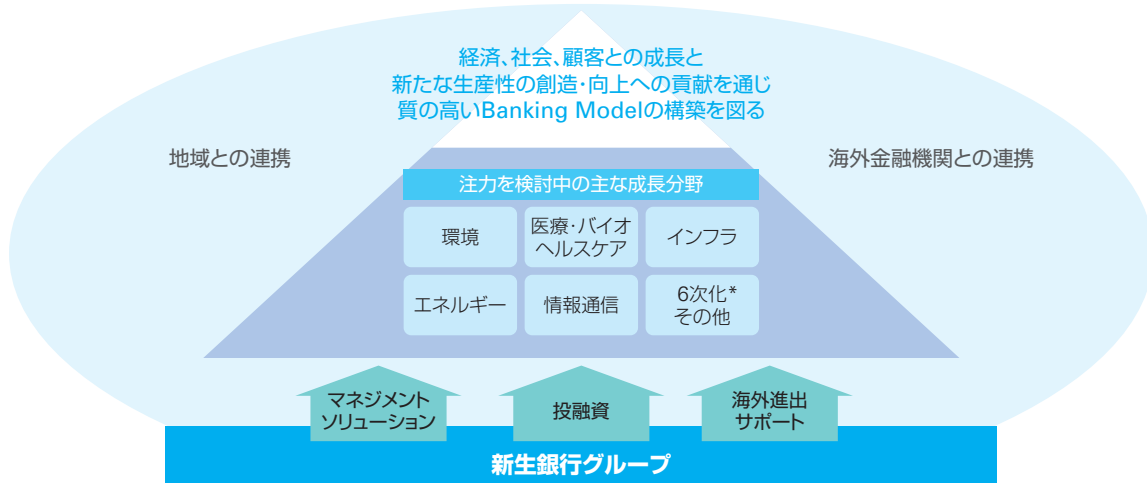 経済、社会、顧客との成長と
新たな生産性の創造・向上への貢献を通じ
質の高いBanking Modelの構築を図る
地域との連携
海外金融機関との連携
注力を検討中の主な成長分野
環境
医療・バイオ
ヘルスケア
インフラ
エネルギー
情報通信
6次化*
その他
マネジメント
ソリューション
投融資
海外進出
サポート
新生銀行グループ